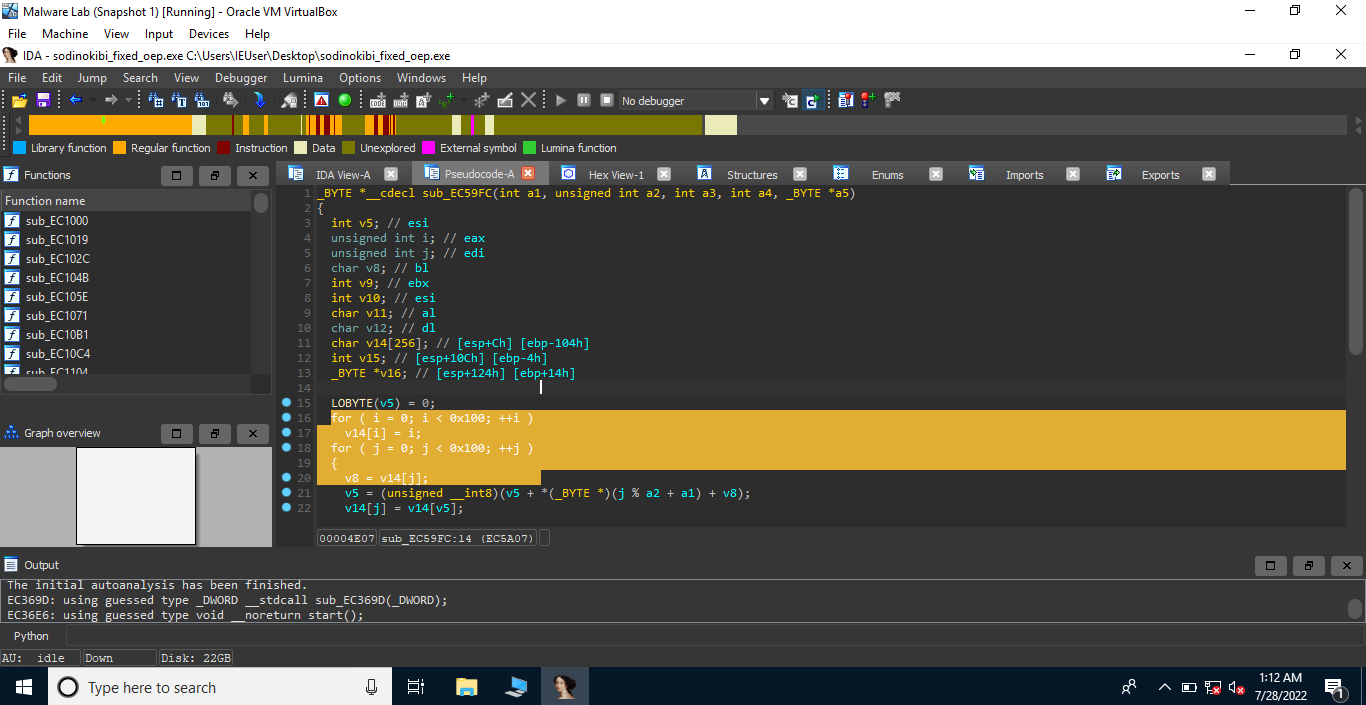 Malware Lab (Snapshot 1) [Running] - Oracle VM VirtualBox
File Machine View Input Devices Help
IDA - sodinokibi_fixed_oep.exe C:\Users\IEUser\Desktop\sodinokibi_fixed_oep.exe
File Edit Jump Search View Debugger Lumina Options Windows Help
No debugger
Library function Regular function Instruction Data Unexplored External symbol Lumina function
Functions
IDA View-A Pseudocode-A Hex View-1 Structures Enums Imports Exports
Function name
sub_EC1000
sub_EC1019
sub_EC102C
sub_EC104B
sub_EC105E
sub_EC1071
sub_EC10B1
sub_EC10C4
sub_EC1104
Graph overview
1 _BYTE *__cdecl sub_EC59FC(int a1, unsigned int a2, int a3, int a4, _BYTE *a5)
2 {
3 int v5; // esi
4 unsigned int i; // eax
5 unsigned int j; // edi
6 char v8; // bl
7 int v9; // ebx
8 int v10; // esi
9 char v11; // al
10 char v12; // dl
11 char v14[256]; // [esp+Ch] [ebp-104h]
12 int v15; // [esp+10Ch] [ebp-4h]
13 _BYTE *v16; // [esp+124h] [ebp+14h]
14
15 LOBYTE(v5) = 0;
16 for ( i = 0; i < 0x100; ++i )
17 v14[i] = i;
18 for ( j = 0; j < 0x100; ++j )
19 {
20 v8 = v14[j];
21 v5 = (unsigned __int8)(v5 + *(_BYTE *)(j % a2 + a1) + v8);
22 v14[j] = v14[v5];
00004E07 sub_EC59FC:14 (EC5A07)
Output
The initial autoanalysis has been finished.
EC369D: using guessed type _DWORD __stdcall sub_EC369D(_DWORD);
EC36E6: using guessed type void __noreturn start();
Python
AU: idle Down Disk: 22GB
Type here to search
1:12 AM
7/28/2022
1